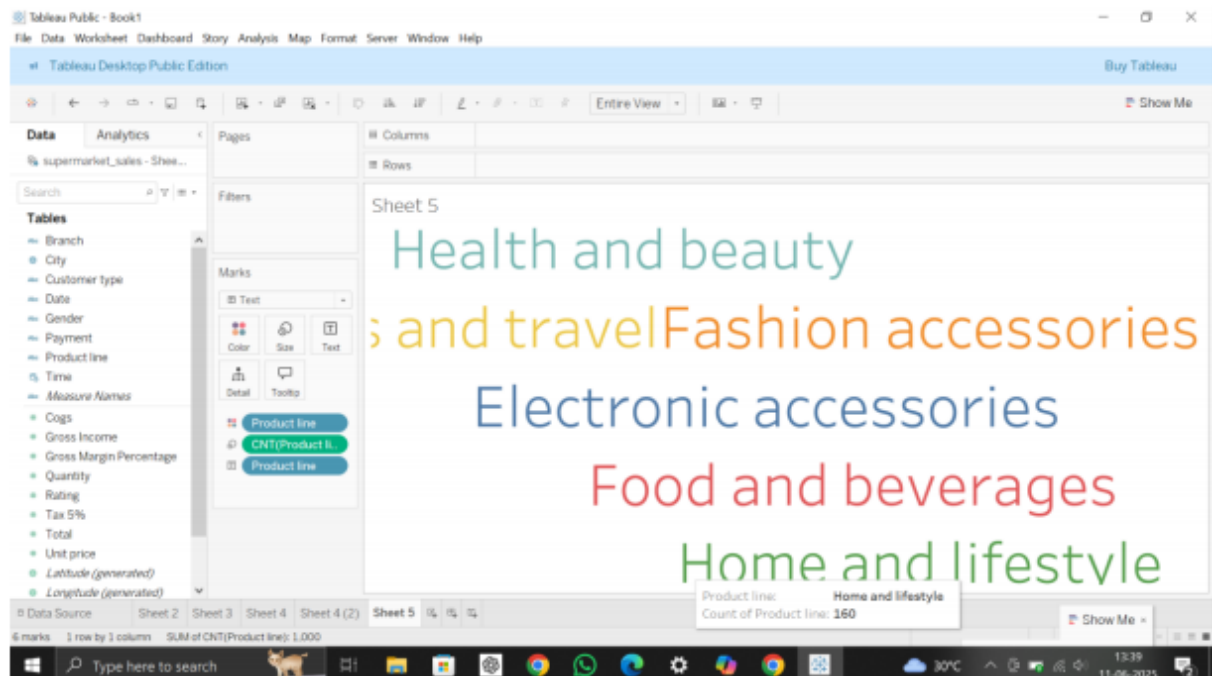 Tableau Public - Book1
File Data Worksheet Dashboard Story Analysis Map Format Server Window Help
Tableau Desktop Public Edition
Buy Tableau
Entire View
Show Me
Data Analytics
supermarket_sales - Shee...
Search
Tables
Branch
City
Customer type
Date
Gender
Payment
Product line
Time
Measure Names
Cogs
Gross Income
Gross Margin Percentage
Quantity
Rating
Tax 5%
Total
Unit price
Latitude (generated)
Longitude (generated)
Pages
Filters
Marks
Text
Color Size Text
Detail Tooltip
Product line
CNT(Product li..
Product line
Columns
Rows
Sheet 5
Health and beauty
s and travel Fashion accessories
Electronic accessories
Food and beverages
Home and lifestyle
Product line: Home and lifestyle
Count of Product line: 160
Show Me
Data Source Sheet 2 Sheet 3 Sheet 4 Sheet 4 (2) Sheet 5
6 marks 1 row by 1 column SUM of CNT(Product line): 1,000
Type here to search
30°C
13:39
11-06-2025